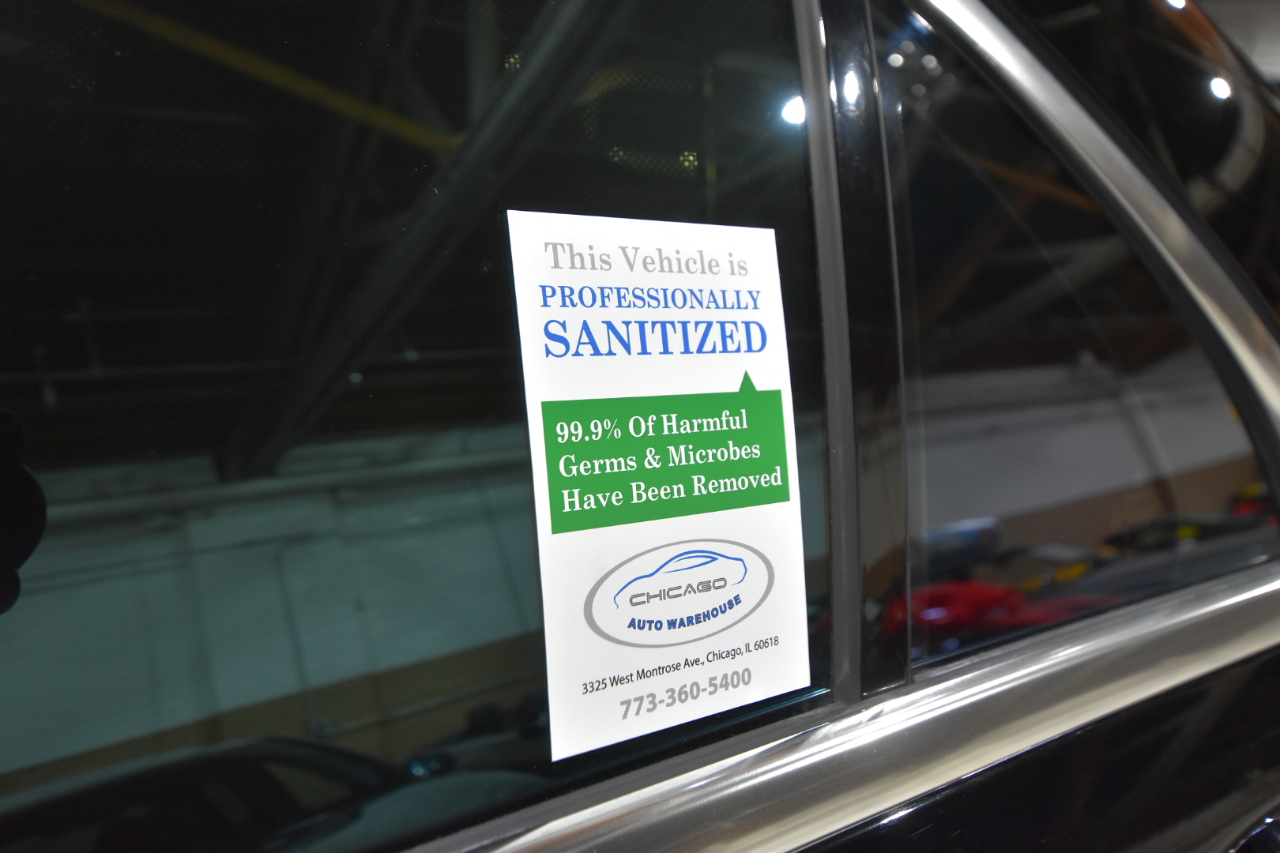 This Vehicle is
PROFESSIONALLY
SANITIZED
99.9% Of Harmful
Germs & Microbes
Have Been Removed
CHICAGO
AUTO WAREHOUSE
3325 West Montrose Ave., Chicago, IL 60618
773-360-5400